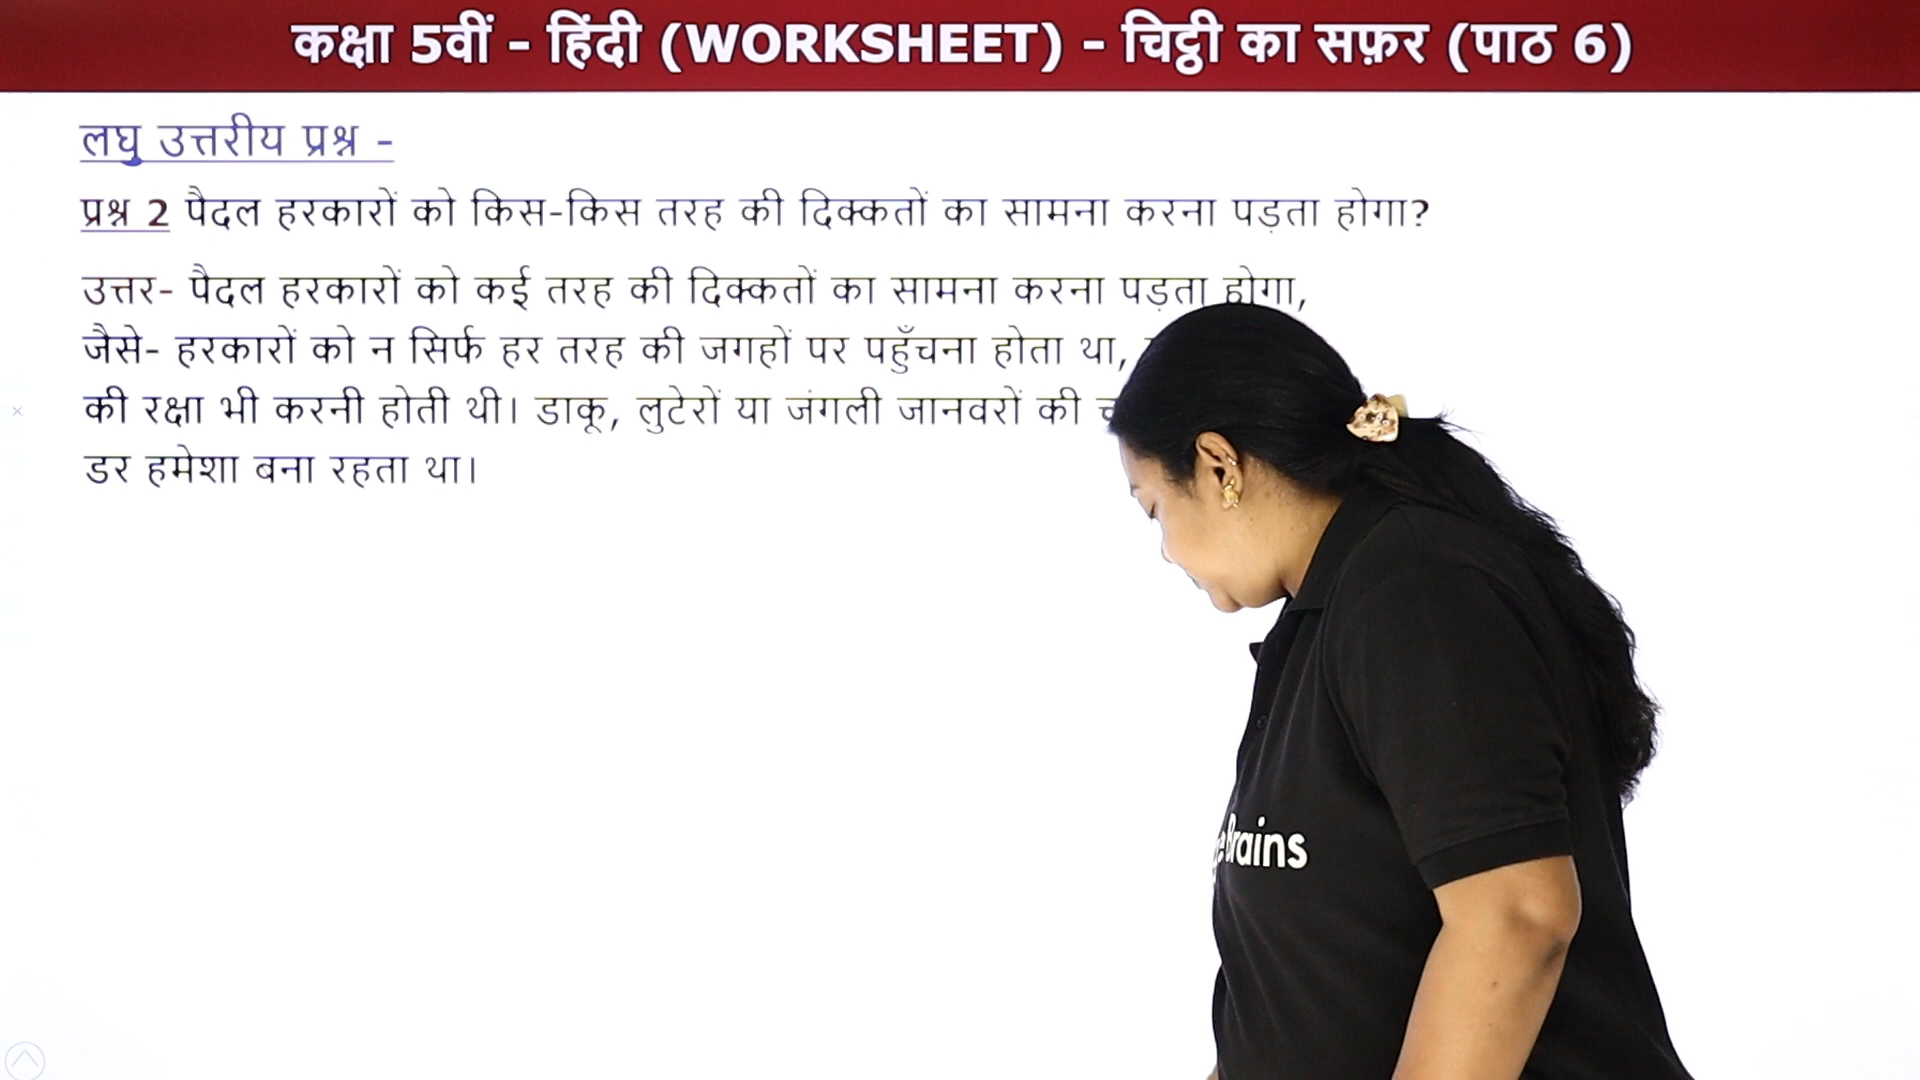 कक्षा 5वीं - हिंदी (WORKSHEET) - चिट्ठी का सफ़र (पाठ 6)
लघु उत्तरीय प्रश्न -
प्रश्न 2 पैदल हरकारों को किस-किस तरह की दिक्कतों का सामना करना पड़ता होगा?
उत्तर- पैदल हरकारों को कई तरह की दिक्कतों का सामना करना पड़ता होगा,
जैसे- हरकारों को न सिर्फ हर तरह की जगहों पर पहुँचना होता था,
की रक्षा भी करनी होती थी। डाकू, लुटेरों या जंगली जानवरों की
डर हमेशा बना रहता था।
Brains